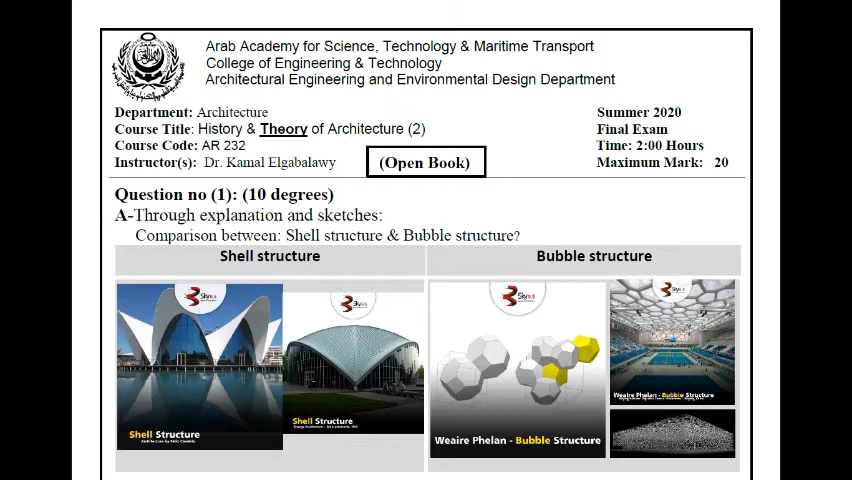 Arab Academy for Science, Technology & Maritime Transport
College of Engineering & Technology
Architectural Engineering and Environmental Design Department
Department: Architecture
Course Title: History & Theory of Architecture (2)
Course Code: AR 232
Instructor(s): Dr. Kamal Elgabalawy
(Open Book)
Summer 2020
Final Exam
Time: 2:00 Hours
Maximum Mark: 20
Question no (1): (10 degrees)
A-Through explanation and sketches:
Comparison between: Shell structure & Bubble structure?
Shell structure
Bubble structure
Shell Structure
Shell Structure
Weaire Phelan - Bubble Structure
Weaire Phelan - Bubble Structure